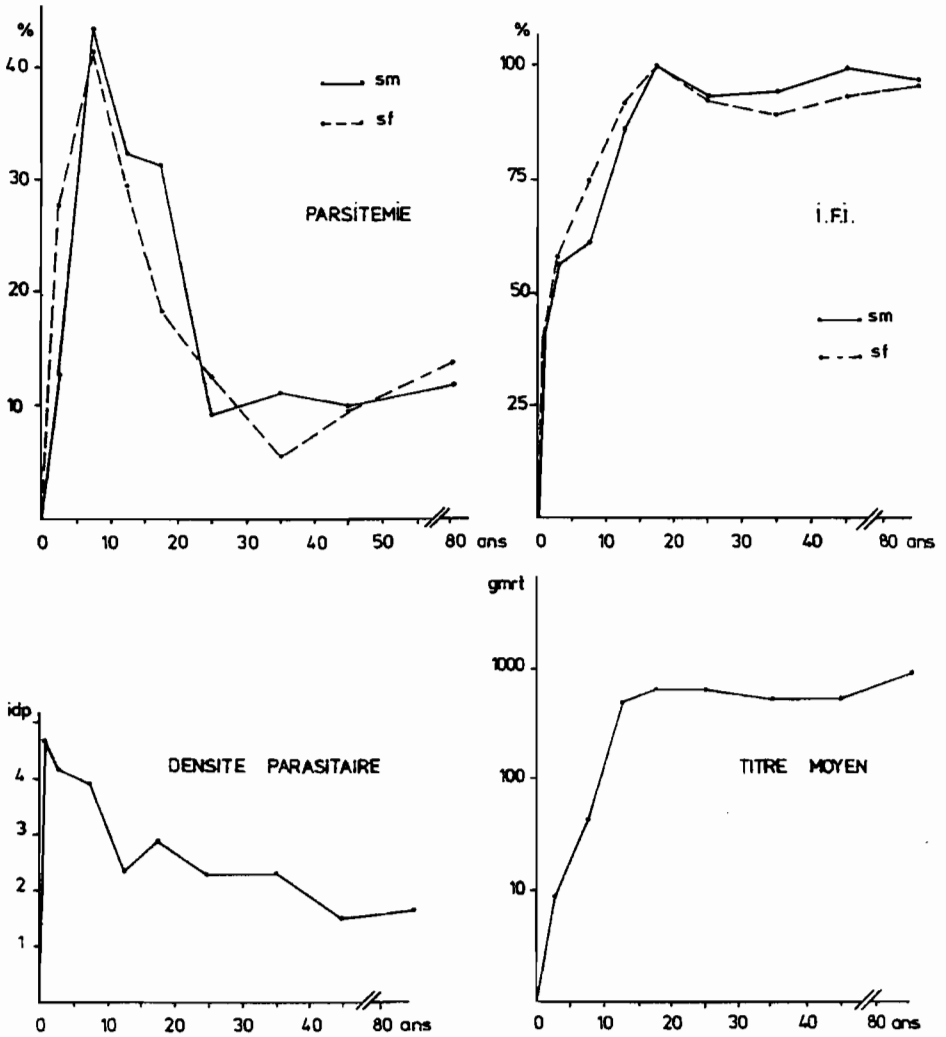 %
40
30
20
10
sm
sf
PARSITEMIE
0 10 20 30 40 50 80 ans
%
100
75
50
25
I.F.I.
sm
sf
0 10 20 30 40 80 ans
idp
4
3
2
1
DENSITE PARASITAIRE
0 10 20 30 40 80 ans
gmrt
1000
100
10
TITRE MOYEN
0 10 20 30 40 80 ans